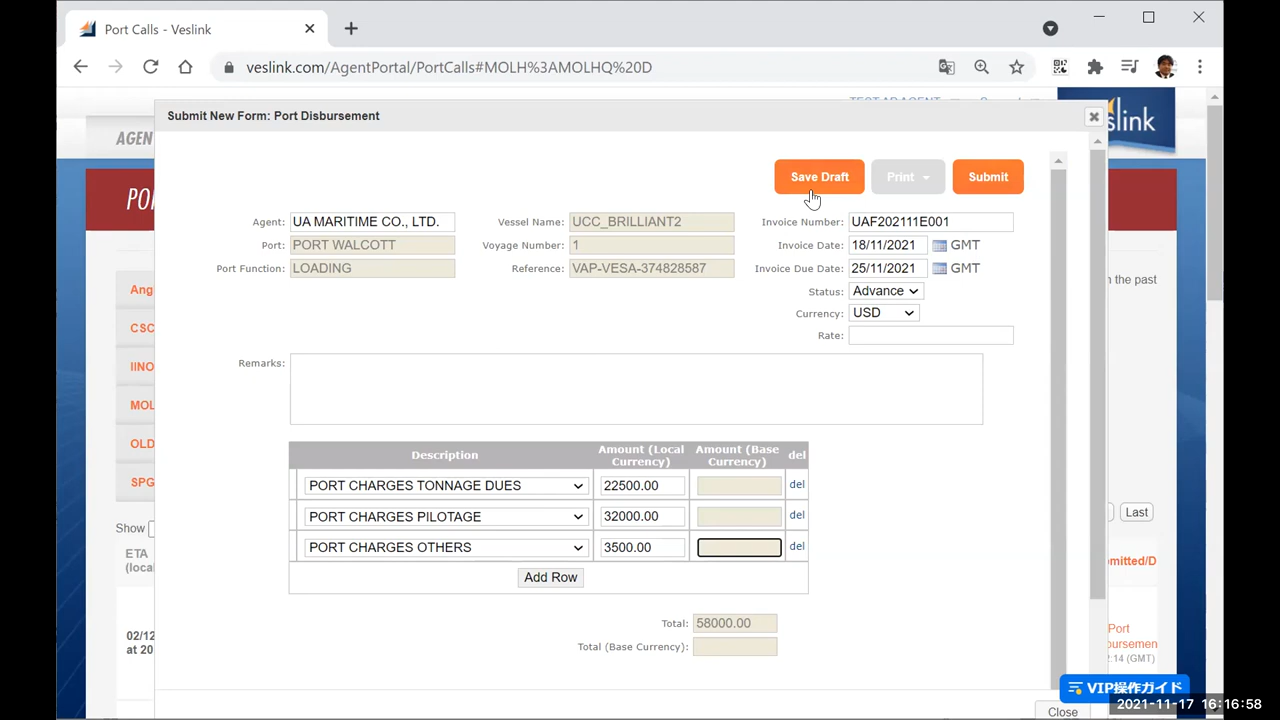 Port Calls - Veslink
veslink.com/AgentPortal/PortCall#MOLH%3AMOLHQ%20D
Submit New Form: Port Disbursement
AGEN
link
PO
Save Draft
Print
Submit
Agent: UA MARITIME CO., LTD.
Vessel Name: UCC_BRILLIANT2
Invoice Number: UAF202111E001
Port: PORT WALCOTT
Voyage Number: 1
Invoice Date: 18/11/2021 GMT
Port Function: LOADING
Reference: VAP-VESA-374828587
Invoice Due Date: 25/11/2021 GMT
Status: Advance
Currency: USD
Rate:
Remarks:
Ang
CSC
IINO
MOL
OLD
SPG
n the past
Description Amount (Local Currency) Amount (Base Currency) del
PORT CHARGES TONNAGE DUES 22500.00 del
PORT CHARGES PILOTAGE 32000.00 del
PORT CHARGES OTHERS 3500.00 del
Add Row
Total: 58000.00
Total (Base Currency):
Show
Last
ETA
(loca
mitted/D
02/12
at 20
Port
bursemen
2:14 (GMT)
VIP操作ガイド
Close
2021-11-17 16:16:58